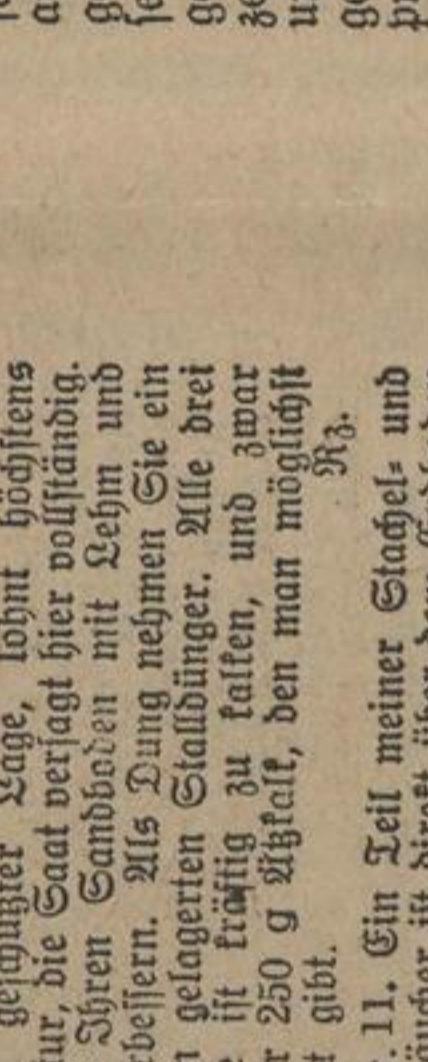 geschützter Lage, lohnt höchstens
tur, die Saat versagt hier vollständig.
Ihren Sandboden mit Lehm und
rbessern. Als Dung nehmen Sie ein
n gelagerten Stalldünger. Alle drei
ist kräftig zu kalken, und zwar
r 250 g Ätzkalk, den man möglichst
t gibt. Rz.
11. Ein Teil meiner Stachel- und